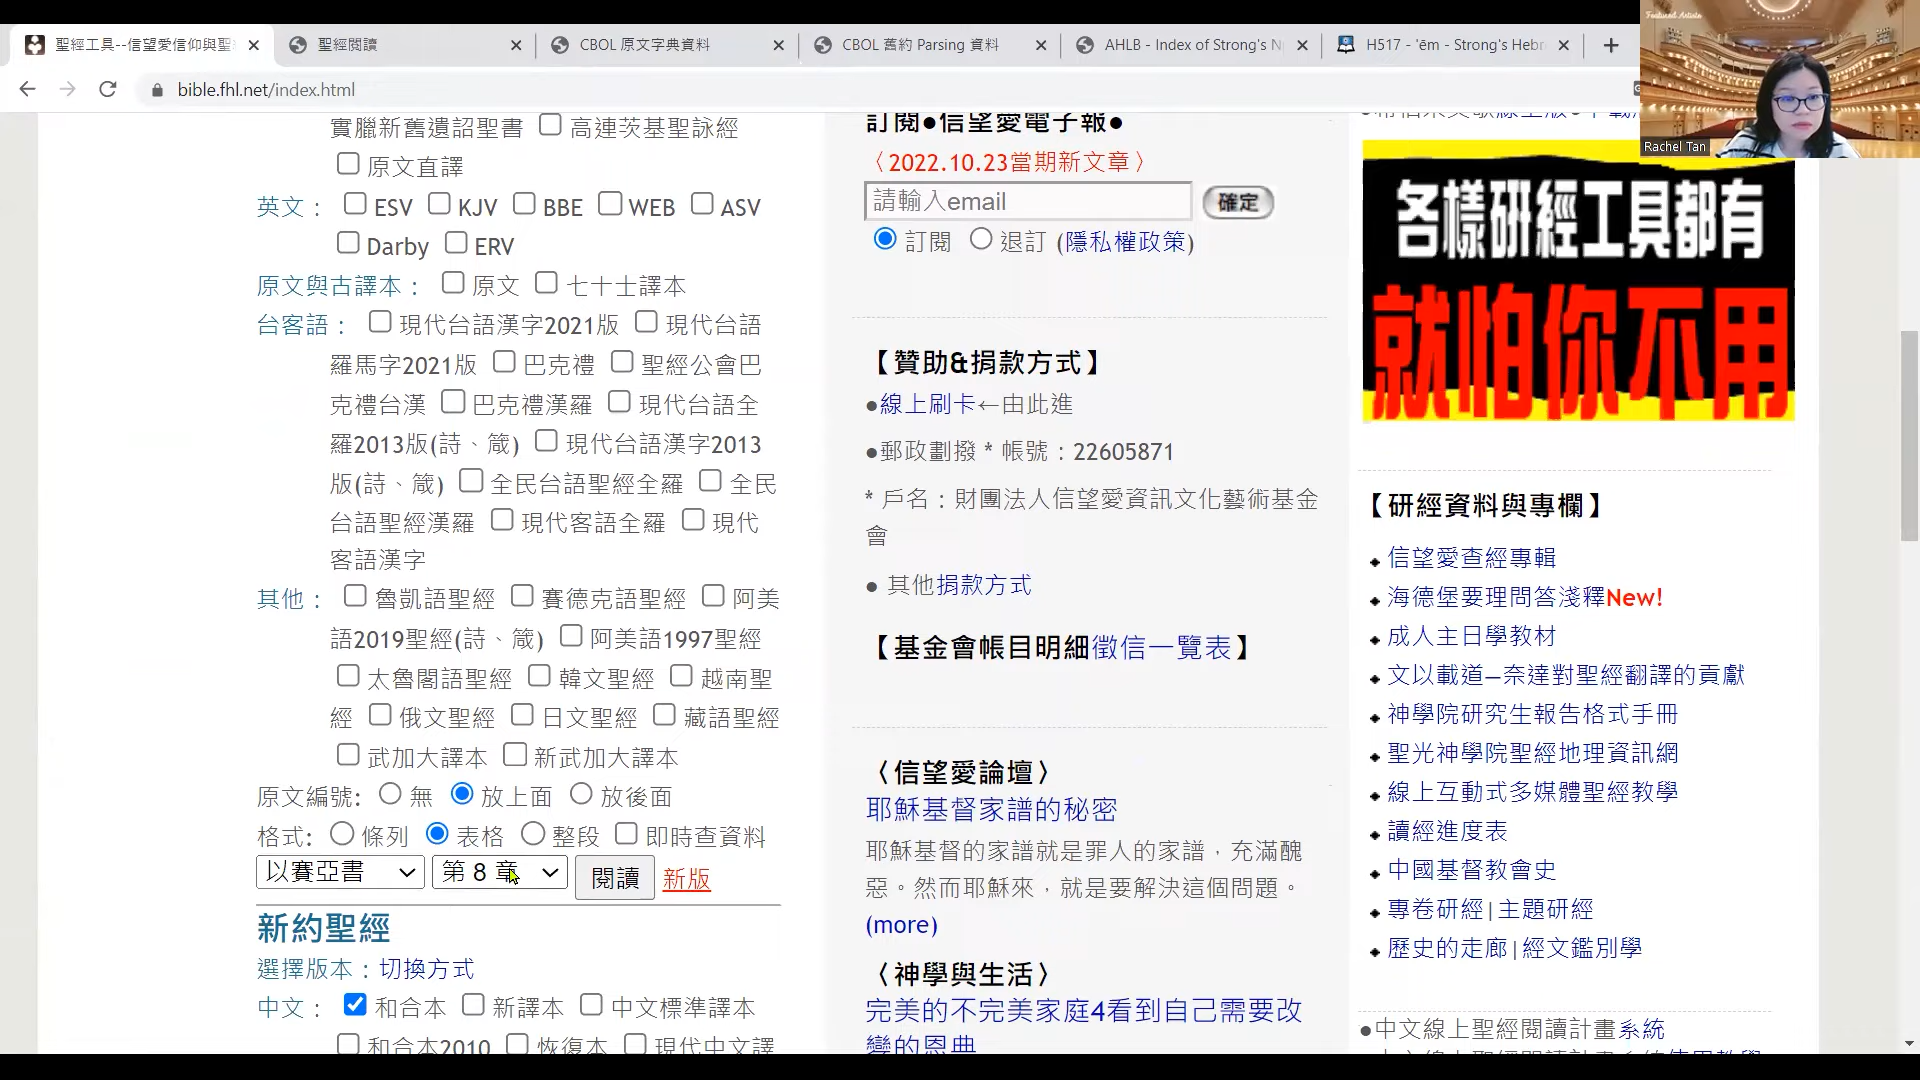 聖經工具--信望愛信仰與聖
聖經閱讀
CBOL 原文字典資料
CBOL 舊約 Parsing 資料
AHLB - Index of Strong's N
H517 - 'ēm - Strong's Hebr
bible.fhl.net/index.html
Featured Artists
Rachel Tan
實臘新舊遺詔聖書 高連茨基聖詠經
原文直譯
英文： ESV KJV BBE WEB ASV
Darby ERV
原文與古譯本： 原文 七十士譯本
台客語： 現代台語漢字2021版 現代台語
羅馬字2021版 巴克禮 聖經公會巴
克禮台漢 巴克禮漢羅 現代台語全
羅2013版(詩、箴) 現代台語漢字2013
版(詩、箴) 全民台語聖經全羅 全民
台語聖經漢羅 現代客語全羅 現代
客語漢字
其他： 魯凱語聖經 賽德克語聖經 阿美
語2019聖經(詩、箴) 阿美語1997聖經
太魯閣語聖經 韓文聖經 越南聖
經 俄文聖經 日文聖經 藏語聖經
武加大譯本 新武加大譯本
原文編號: 無 放上面 放後面
格式: 條列 表格 整段 即時查資料
以賽亞書 第 8 章 閱讀 新版
新約聖經
選擇版本：切換方式
中文： 和合本 新譯本 中文標準譯本
和合本2010 恢復本 現代中文譯
訂閱●信望愛電子報●
〈2022.10.23當期新文章〉
請輸入email 確定
訂閱 退訂 (隱私權政策)
【贊助&捐款方式】
●線上刷卡←由此進
●郵政劃撥 * 帳號：22605871
* 戶名：財團法人信望愛資訊文化藝術基金
會
● 其他捐款方式
【基金會帳目明細徵信一覽表】
〈信望愛論壇〉
耶穌基督家譜的秘密
耶穌基督的家譜就是罪人的家譜，充滿醜
惡。然而耶穌來，就是要解決這個問題。
(more)
〈神學與生活〉
完美的不完美家庭4看到自己需要改
變的恩典
各樣研經工具都有
就怕你不用
【研經資料與專欄】
信望愛查經專輯
海德堡要理問答淺釋New!
成人主日學教材
文以載道—奈達對聖經翻譯的貢獻
神學院研究生報告格式手冊
聖光神學院聖經地理資訊網
線上互動式多媒體聖經教學
讀經進度表
中國基督教會史
專卷研經|主題研經
歷史的走廊|經文鑑別學
●中文線上聖經閱讀計畫系統